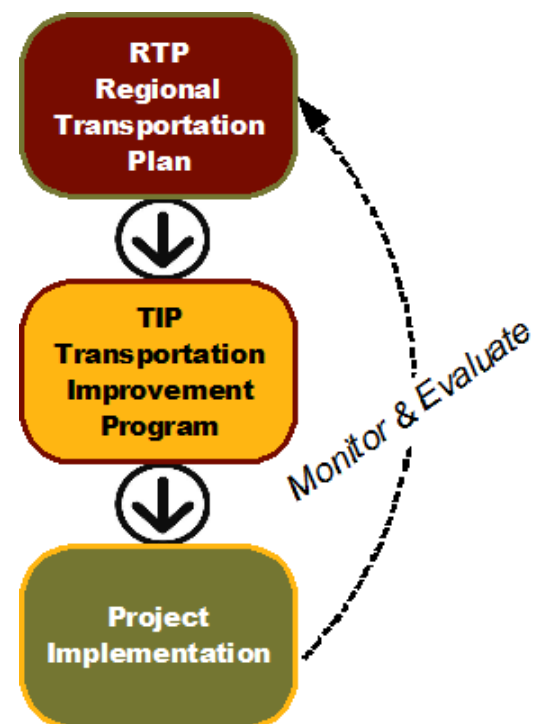 RTP
Regional
Transportation
Plan
TIP
Transportation
Improvement
Program
Monitor & Evaluate
Project
Implementation